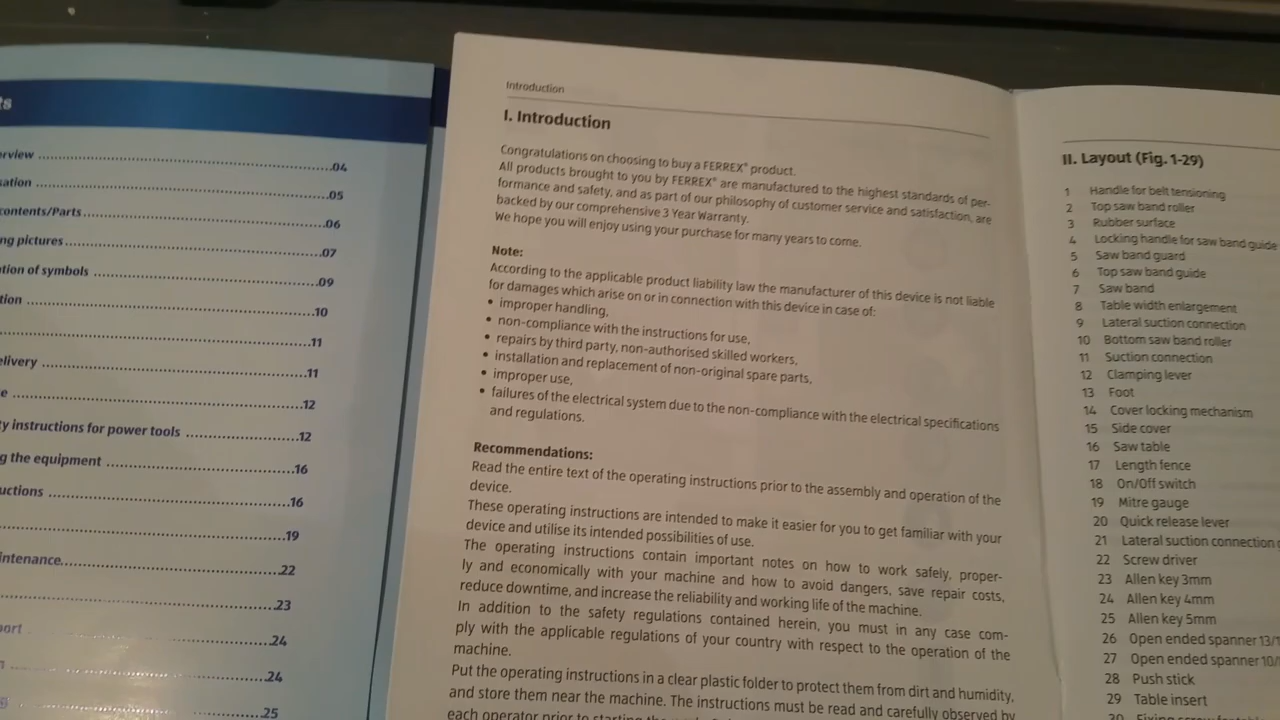 ts
rview ..........04
ation ..........05
contents/Parts..........06
ng pictures..........07
tion of symbols ..........09
tion ..........10
..........11
elivery ..........11
e ..........12
y instructions for power tools ..........12
g the equipment ..........16
uctions ..........16
..........19
intenance..........22
..........23
port ..........24
n ..........24
..........25
Introduction
I. Introduction
Congratulations on choosing to buy a FERREX® product.
All products brought to you by FERREX® are manufactured to the highest standards of per-
formance and safety, and as part of our philosophy of customer service and satisfaction, are
backed by our comprehensive 3 Year Warranty.
We hope you will enjoy using your purchase for many years to come.
Note:
According to the applicable product liability law the manufacturer of this device is not liable
for damages which arise on or in connection with this device in case of:
• improper handling,
• non-compliance with the instructions for use,
• repairs by third party, non-authorised skilled workers,
• installation and replacement of non-original spare parts,
• improper use,
• failures of the electrical system due to the non-compliance with the electrical specifications
and regulations.
Recommendations:
Read the entire text of the operating instructions prior to the assembly and operation of the
device.
These operating instructions are intended to make it easier for you to get familiar with your
device and utilise its intended possibilities of use.
The operating instructions contain important notes on how to work safely, proper-
ly and economically with your machine and how to avoid dangers, save repair costs,
reduce downtime, and increase the reliability and working life of the machine.
In addition to the safety regulations contained herein, you must in any case com-
ply with the applicable regulations of your country with respect to the operation of the
machine.
Put the operating instructions in a clear plastic folder to protect them from dirt and humidity,
and store them near the machine. The instructions must be read and carefully observed by
each operator prior to starting the
II. Layout (Fig. 1-29)
1 Handle for belt tensioning
2 Top saw band roller
3 Rubber surface
4 Locking handle for saw band guide
5 Saw band guard
6 Top saw band guide
7 Saw band
8 Table width enlargement
9 Lateral suction connection
10 Bottom saw band roller
11 Suction connection
12 Clamping lever
13 Foot
14 Cover locking mechanism
15 Side cover
16 Saw table
17 Length fence
18 On/Off switch
19 Mitre gauge
20 Quick release lever
21 Lateral suction connection
22 Screw driver
23 Allen key 3mm
24 Allen key 4mm
25 Allen key 5mm
26 Open ended spanner 13/1
27 Open ended spanner 10/
28 Push stick
29 Table insert
30